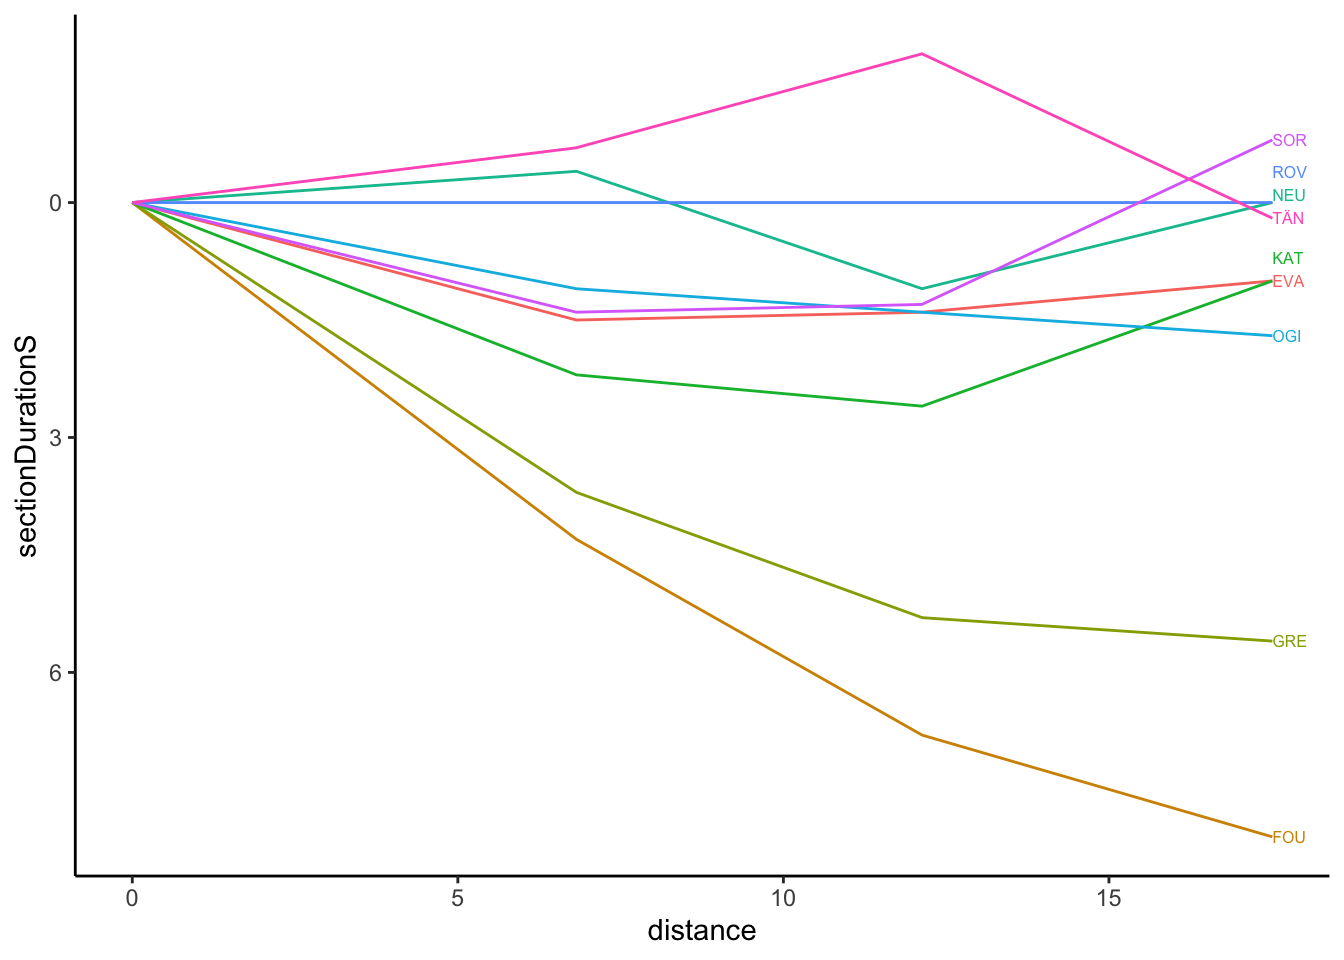 SOR
ROV
0
NEU
TÄN
KAT
EVA
OGI
sectionDurationS
3
GRE
6
FOU
0 5 10 15
distance